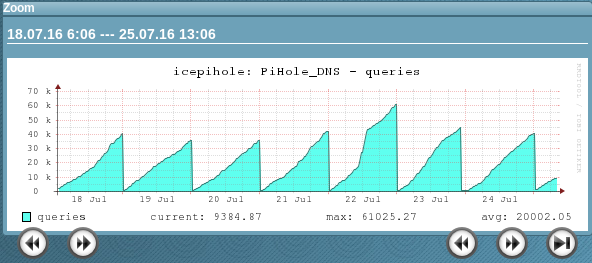 Zoom
18.07.16 6:06 --- 25.07.16 13:06
icepihole: PiHole_DNS - queries
RRDTOOL / TOBI OETIKER
70 k
60 k
50 k
40 k
30 k
20 k
10 k
0
18 Jul 19 Jul 20 Jul 21 Jul 22 Jul 23 Jul 24 Jul
queries current: 9384.87 max: 61025.27 avg: 20002.05